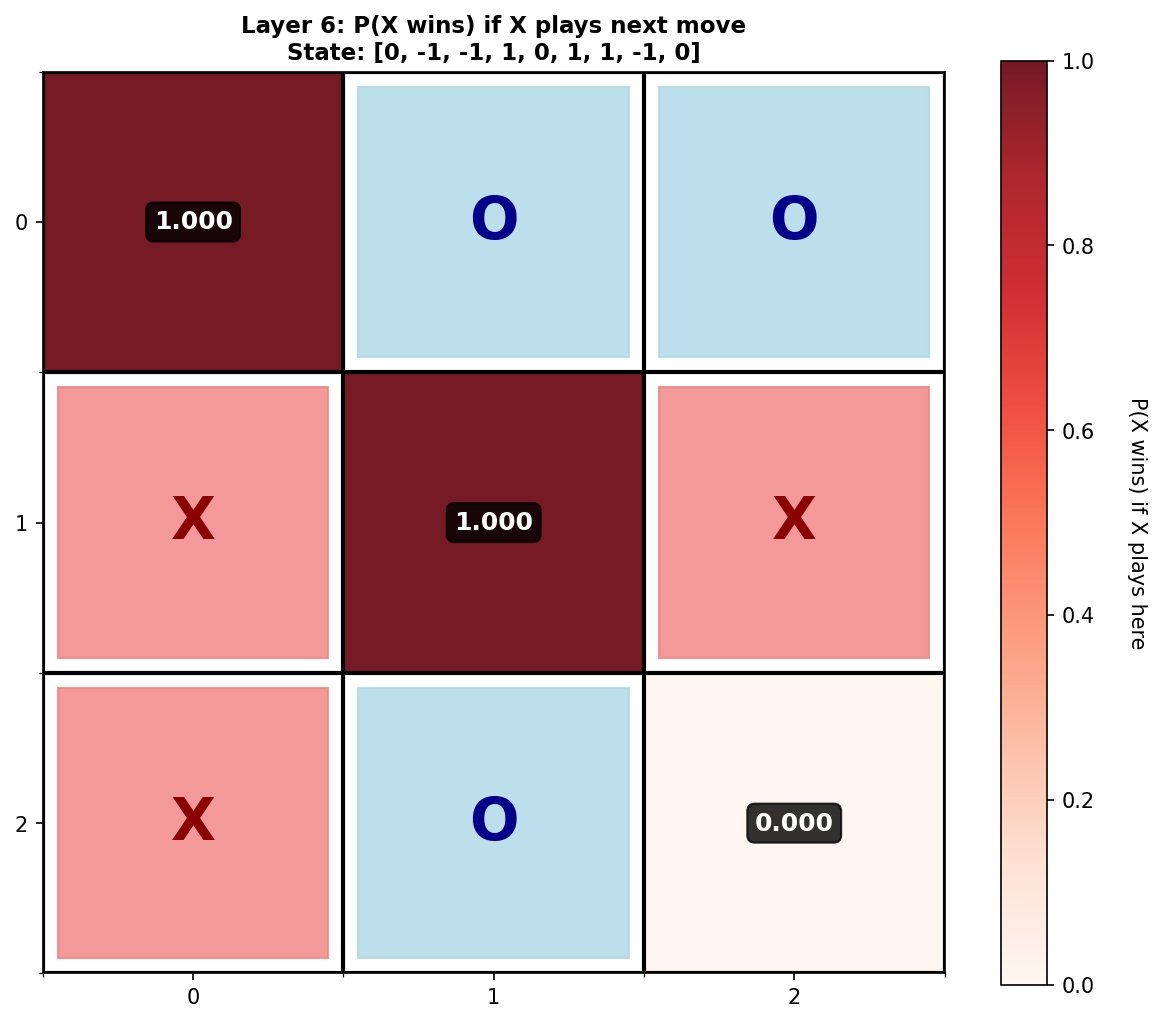 Layer 6: P(X wins) if X plays next move
State: [0, -1, -1, 1, 0, 1, 1, -1, 0]
0
1.000
O
O
1
X
1.000
X
2
X
O
0.000
0
1
2
1.0
0.8
0.6
0.4
0.2
0.0
P(X wins) if X plays here